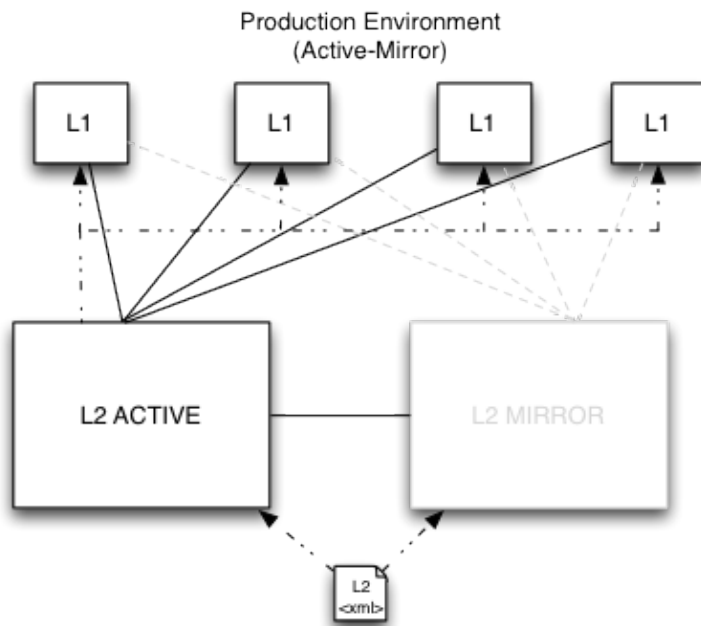 Production Environment
(Active-Mirror)
L1
L1
L1
L1
L2 ACTIVE
L2 MIRROR
L2
<xml>